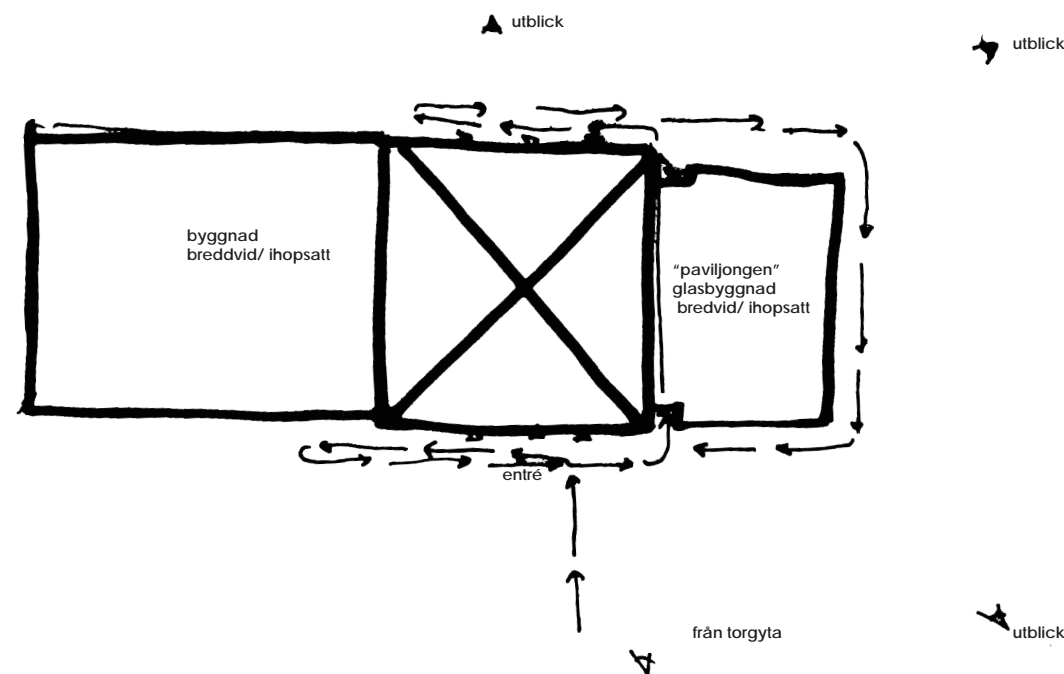 utblick
utblick
byggnad
breddvid/ ihopsatt
“paviljongen”
glasbyggnad
bredvid/ ihopsatt
entré
från torgyta
utblick